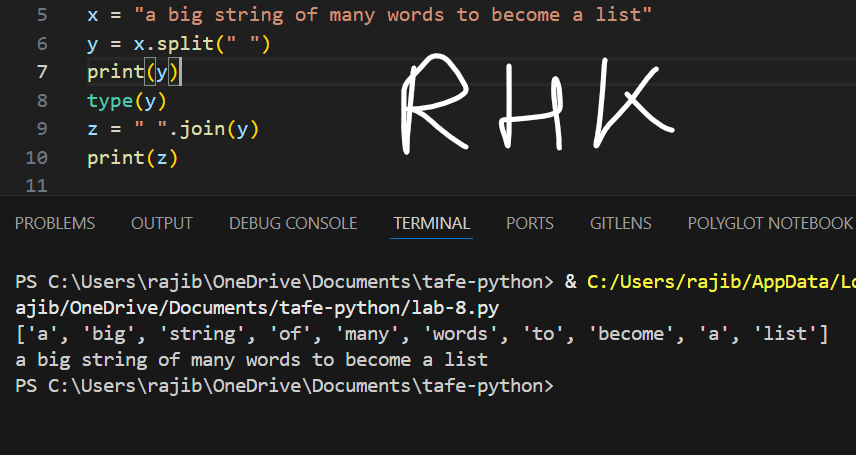 5 x = "a big string of many words to become a list"
6 y = x.split(" ")
7 print(y)
8 type(y)
9 z = " ".join(y)
10 print(z)
11
RHK
PROBLEMS OUTPUT DEBUG CONSOLE TERMINAL PORTS GITLENS POLYGLOT NOTEBOOK
PS C:\Users\rajib\OneDrive\Documents\tafe-python> & C:/Users/rajib/AppData/Lo
ajib/OneDrive/Documents/tafe-python/lab-8.py
['a', 'big', 'string', 'of', 'many', 'words', 'to', 'become', 'a', 'list']
a big string of many words to become a list
PS C:\Users\rajib\OneDrive\Documents\tafe-python>